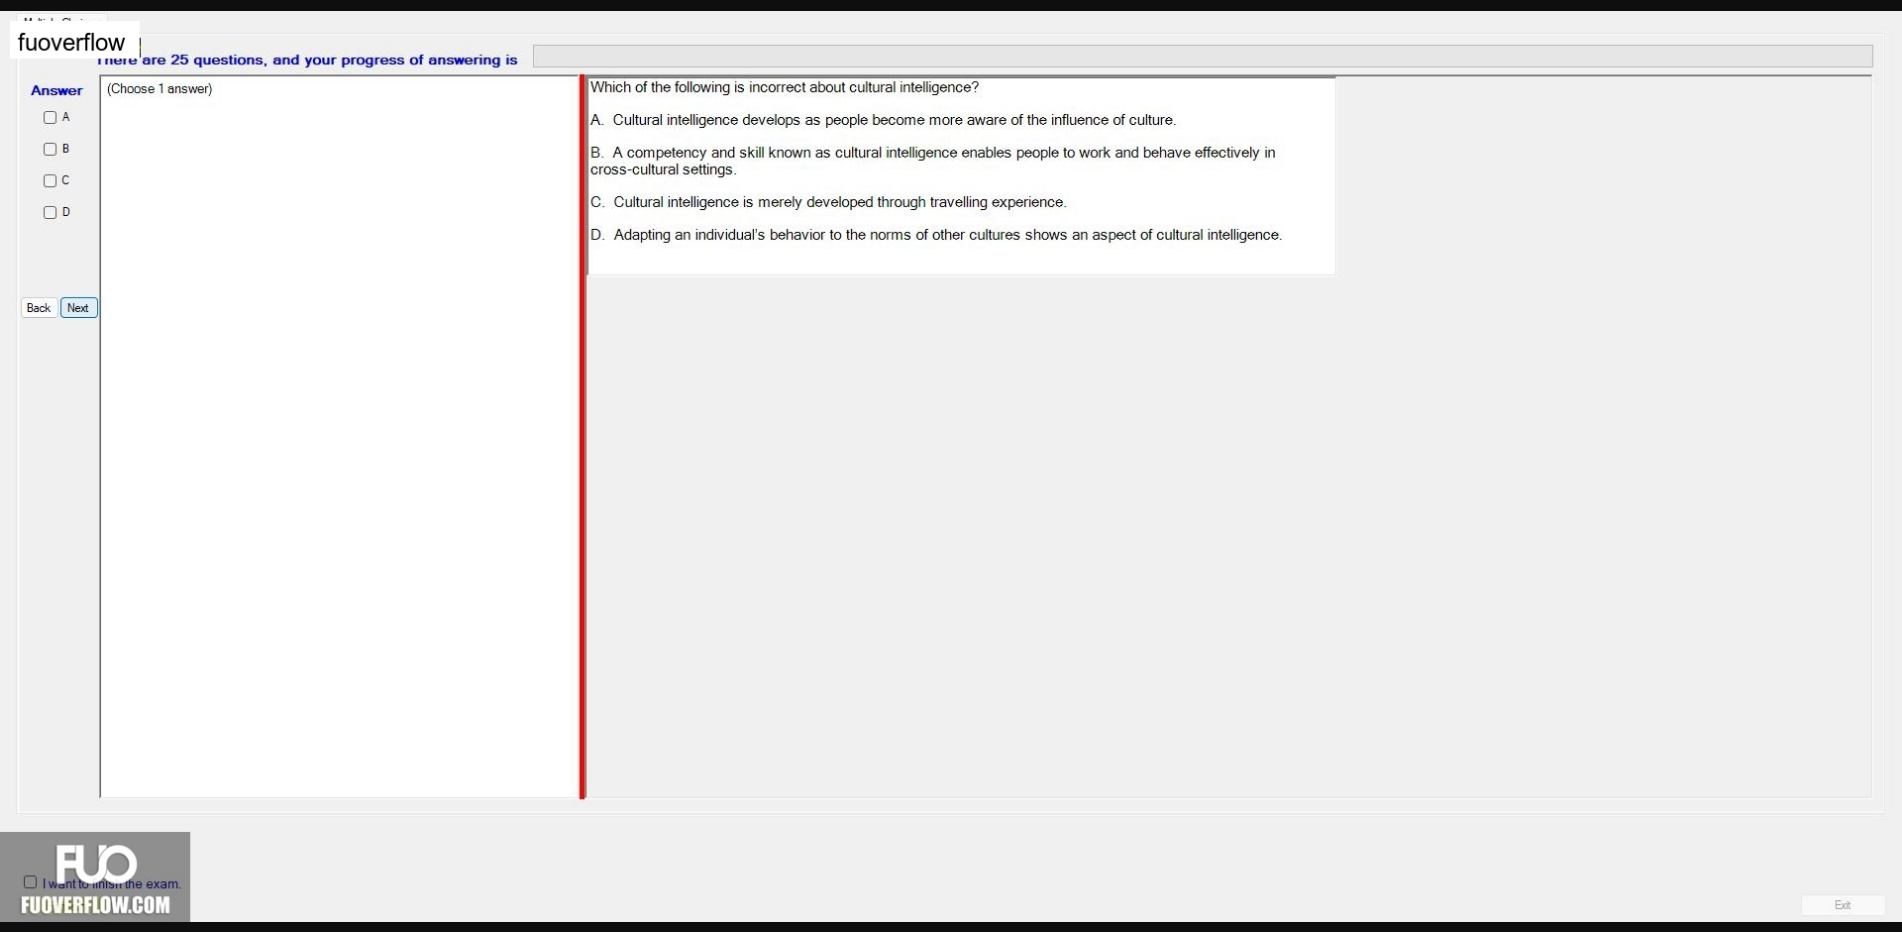 fuoverflow
There are 25 questions, and your progress of answering is
Answer
(Choose 1 answer)
A
B
C
D
Back
Next
Which of the following is incorrect about cultural intelligence?
A. Cultural intelligence develops as people become more aware of the influence of culture.
B. A competency and skill known as cultural intelligence enables people to work and behave effectively in
cross-cultural settings.
C. Cultural intelligence is merely developed through travelling experience.
D. Adapting an individual's behavior to the norms of other cultures shows an aspect of cultural intelligence.
FUO
I want to finish the exam.
FUOVERFLOW.COM
Exit